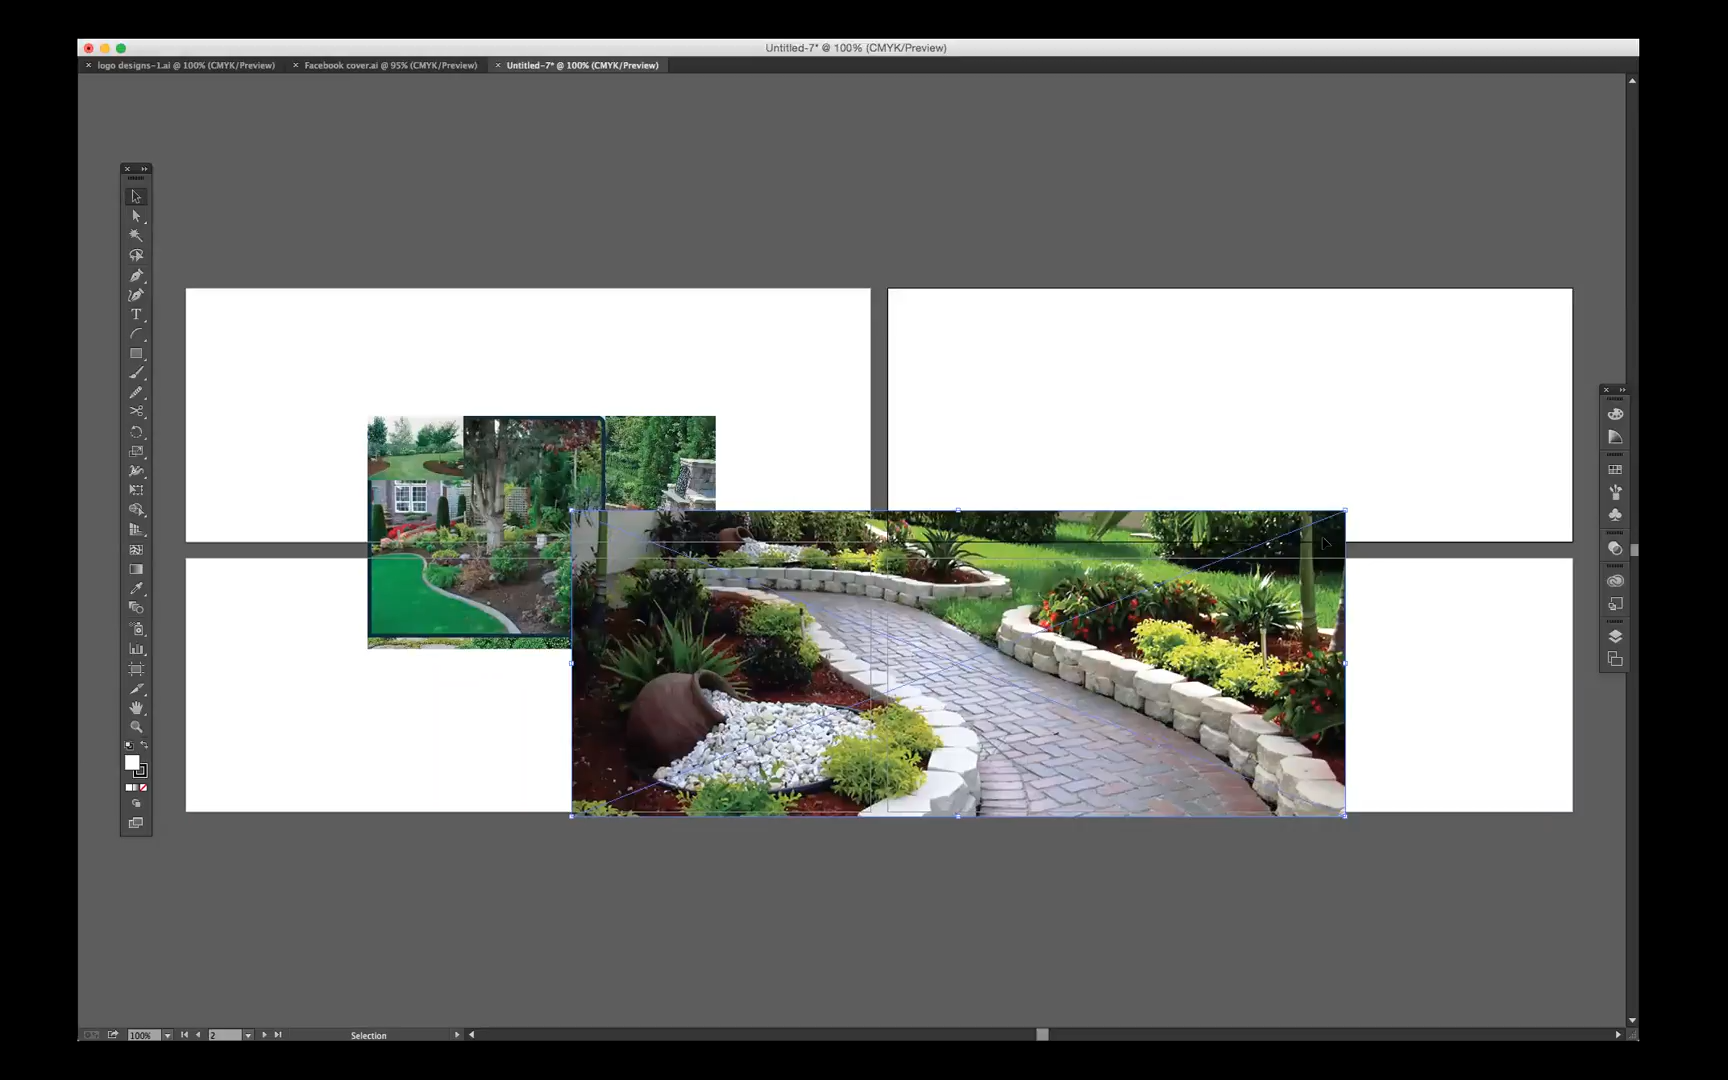 Untitled-7* @ 100% (CMYK/Preview)
logo designs-1.ai @ 100% (CMYK/Preview)
Facebook cover.ai @ 95% (CMYK/Preview)
Untitled-7* @ 100% (CMYK/Preview)
100%
2
Selection